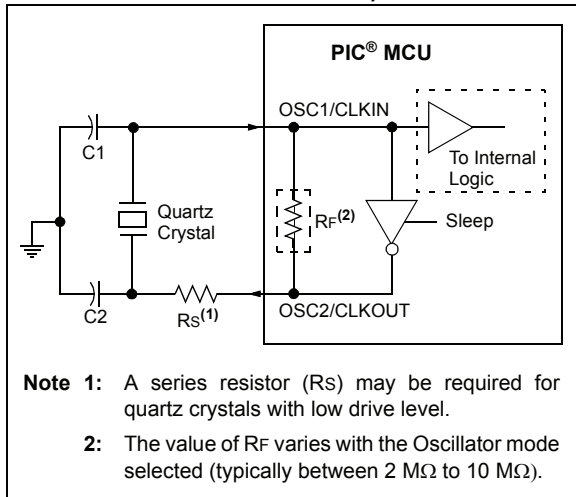 PIC® MCU
OSC1/CLKIN
C1
To Internal
Logic
Quartz
Crystal
RF(2)
Sleep
C2
RS(1)
OSC2/CLKOUT
Note 1: A series resistor (RS) may be required for
quartz crystals with low drive level.
2: The value of RF varies with the Oscillator mode
selected (typically between 2 MΩ to 10 MΩ).